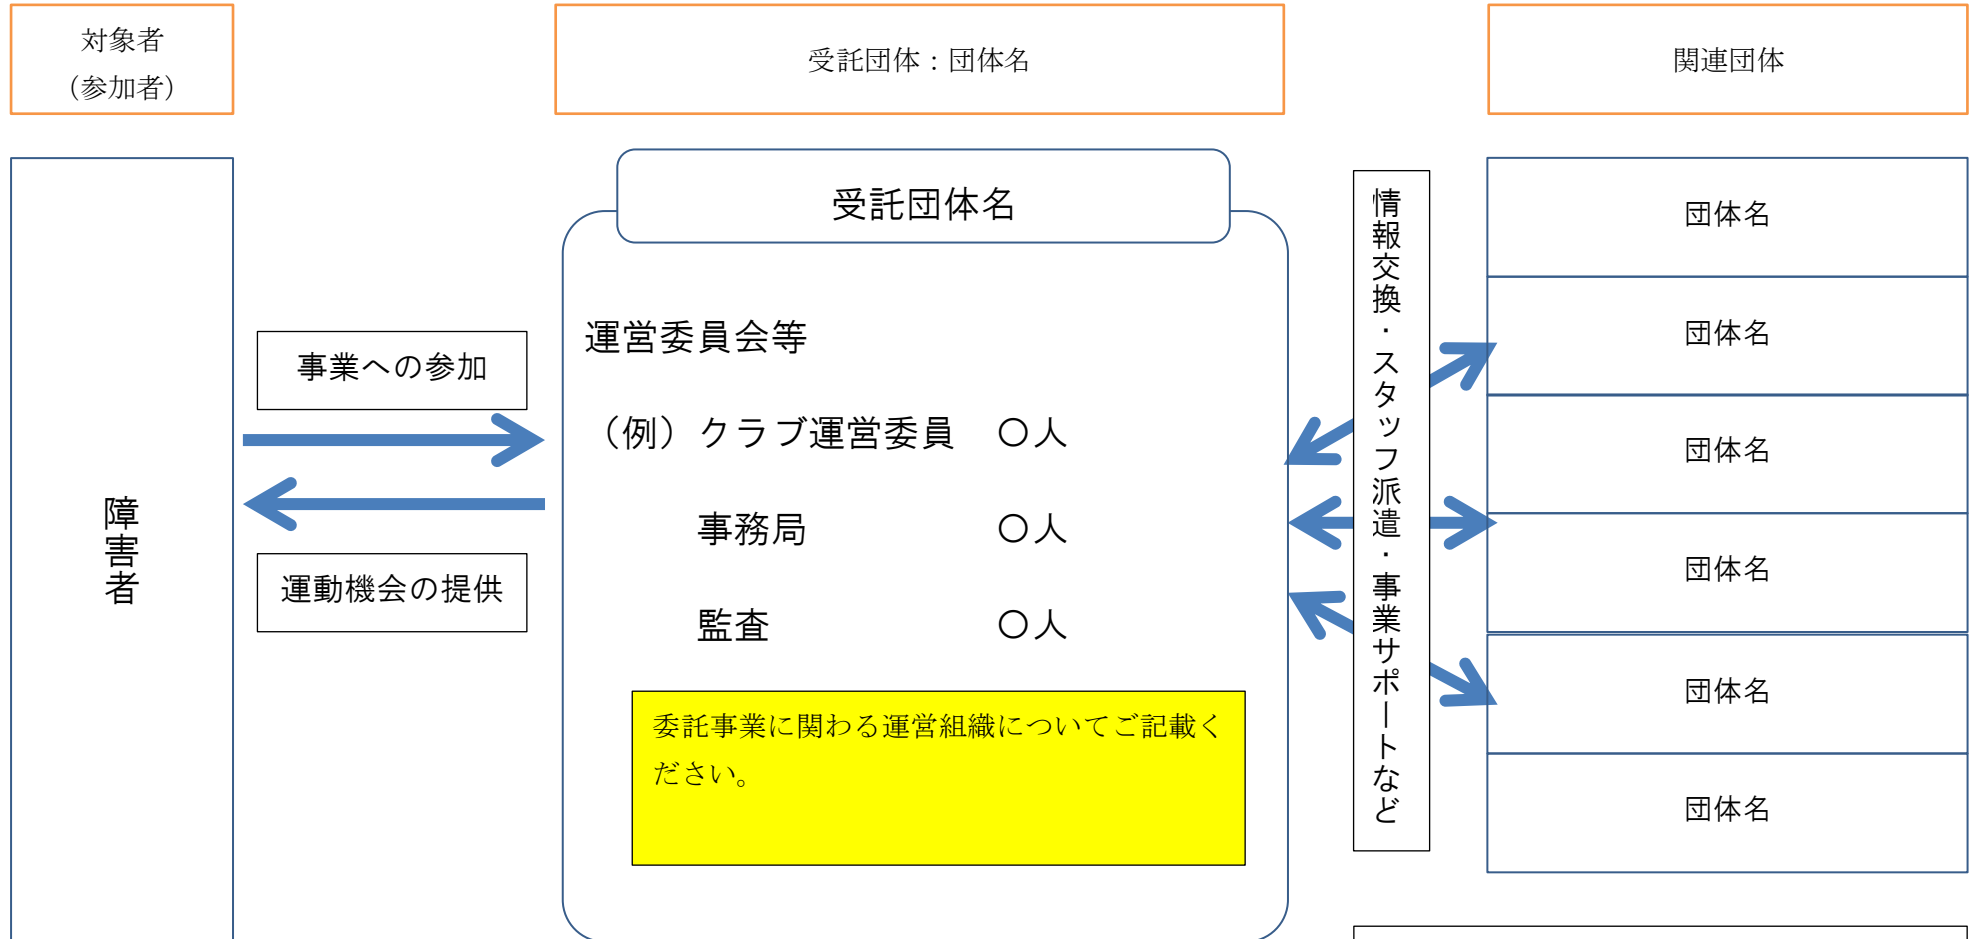 対象者
（参加者）
受託団体：団体名
関連団体
障害者
事業への参加
運動機会の提供
受託団体名
運営委員会等
（例）クラブ運営委員　〇人
事務局　〇人
監査　〇人
委託事業に関わる運営組織についてご記載く
ださい。
情報交換・スタッフ派遣・事業サポートなど
団体名
団体名
団体名
団体名
団体名
団体名